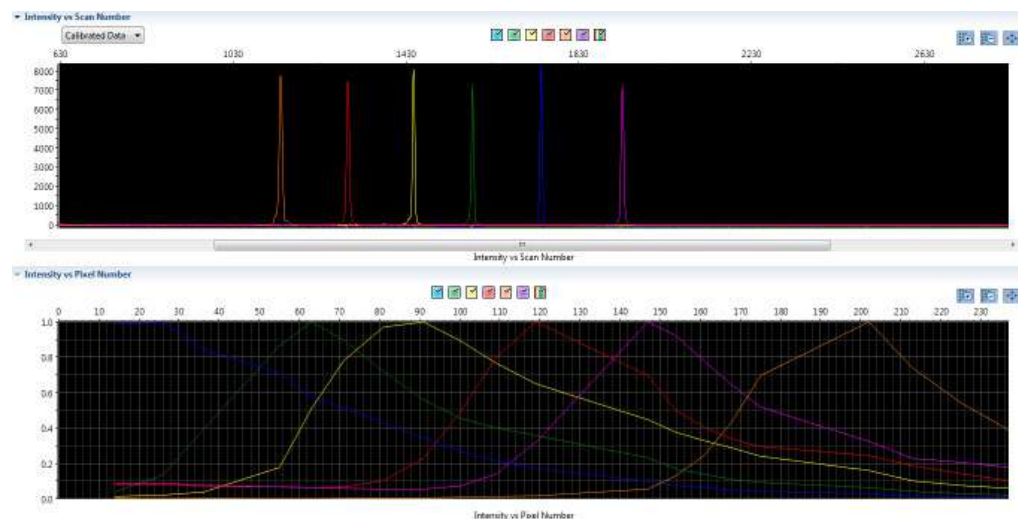 Intensity vs Scan Number
Calibrated Data
630 1030 1430 1830 2230 2630
8000
7000
6000
5000
4000
3000
2000
1000
0
Intensity vs Scan Number
Intensity vs Pixel Number
0 10 20 30 40 50 60 70 80 90 100 110 120 130 140 150 160 170 180 190 200 210 220 230
1.0
0.8
0.6
0.4
0.2
0.0
Intensity vs Pixel Number